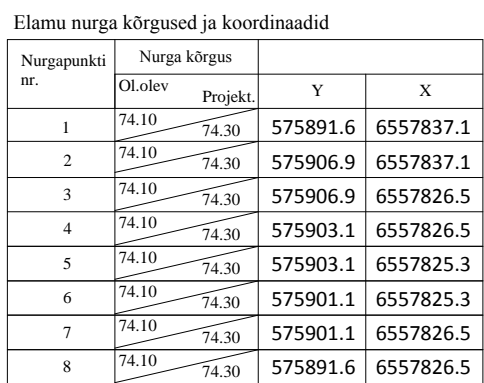 Elamu nurga kõrgused ja koordinaadid
Nurgapunkti nr. Nurga kõrgus
Ol.olev Projekt. Y X
1 74.10 74.30 575891.6 6557837.1
2 74.10 74.30 575906.9 6557837.1
3 74.10 74.30 575906.9 6557826.5
4 74.10 74.30 575903.1 6557826.5
5 74.10 74.30 575903.1 6557825.3
6 74.10 74.30 575901.1 6557825.3
7 74.10 74.30 575901.1 6557826.5
8 74.10 74.30 575891.6 6557826.5